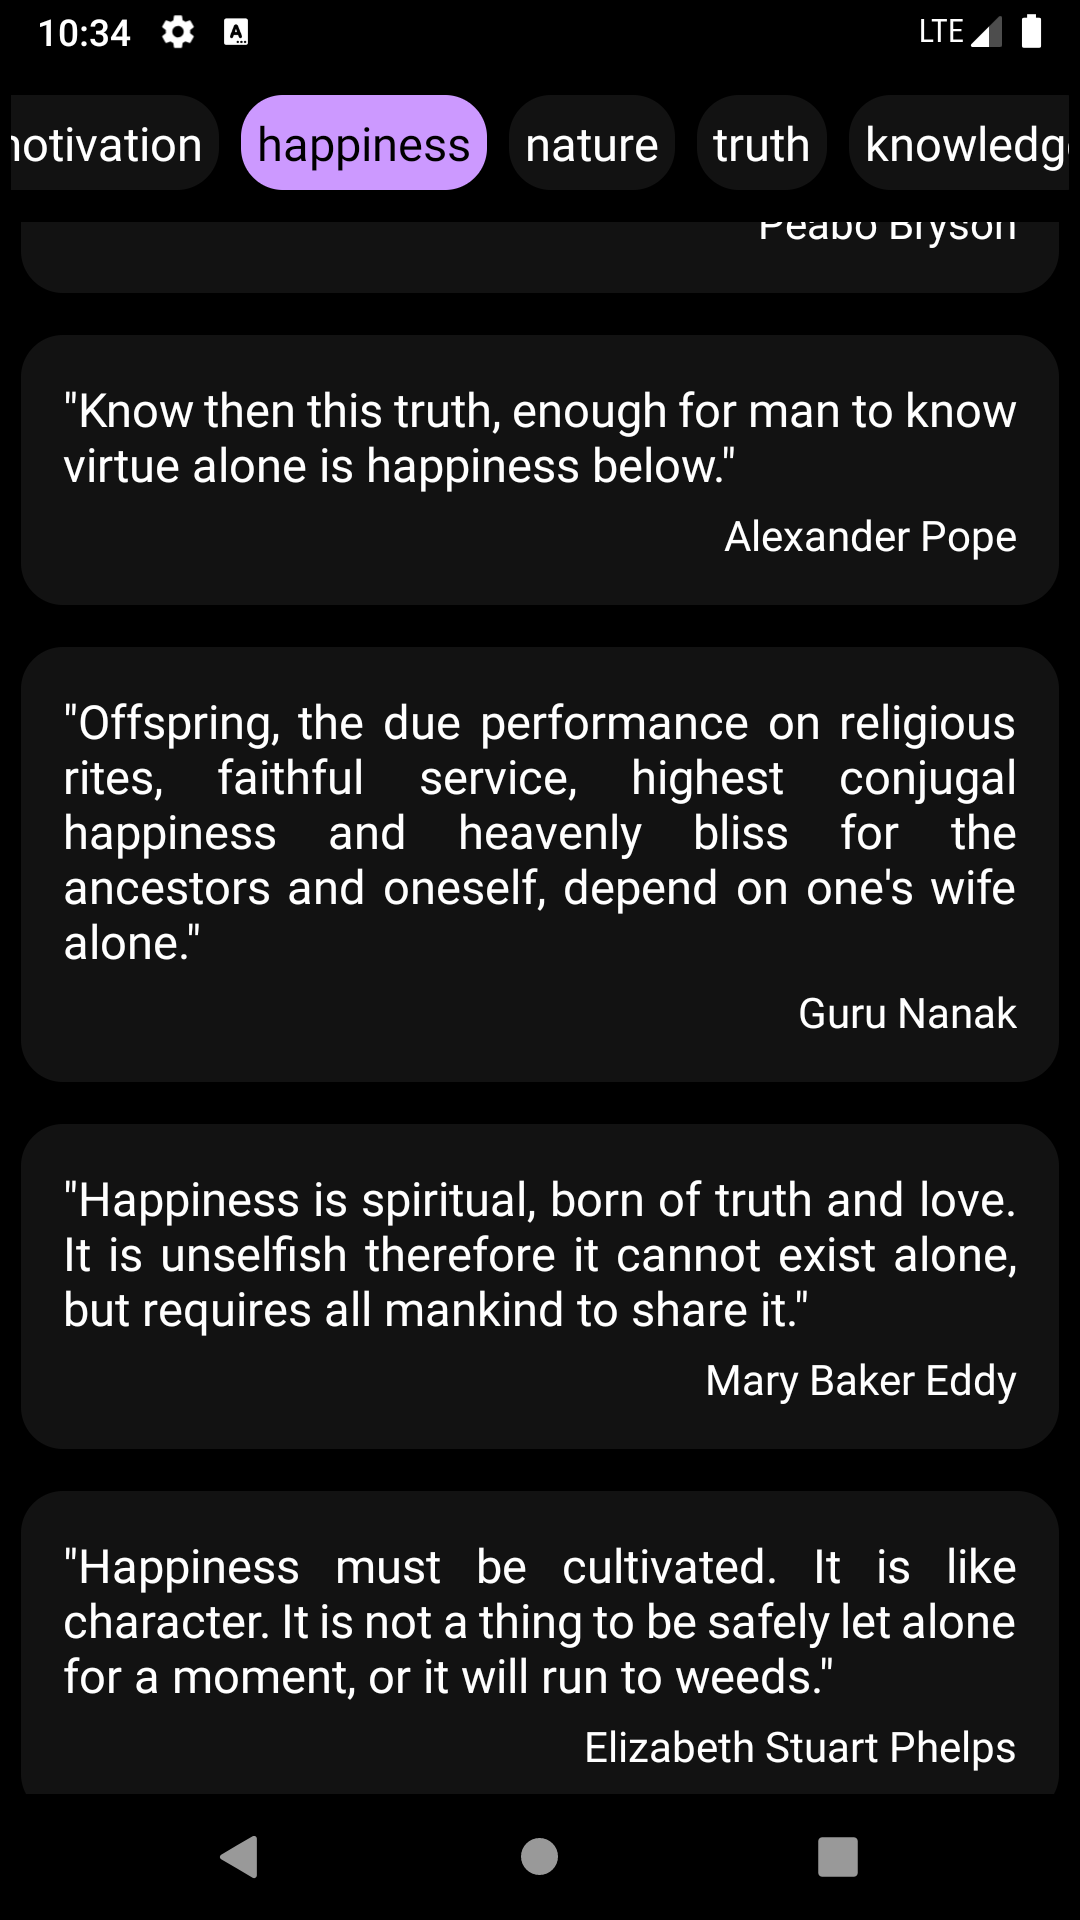 10:34 LTE
motivation happiness nature truth knowledge
Peabo Bryson
"Know then this truth, enough for man to know
virtue alone is happiness below."
Alexander Pope
"Offspring, the due performance on religious
rites, faithful service, highest conjugal
happiness and heavenly bliss for the
ancestors and oneself, depend on one's wife
alone."
Guru Nanak
"Happiness is spiritual, born of truth and love.
It is unselfish therefore it cannot exist alone,
but requires all mankind to share it."
Mary Baker Eddy
"Happiness must be cultivated. It is like
character. It is not a thing to be safely let alone
for a moment, or it will run to weeds."
Elizabeth Stuart Phelps